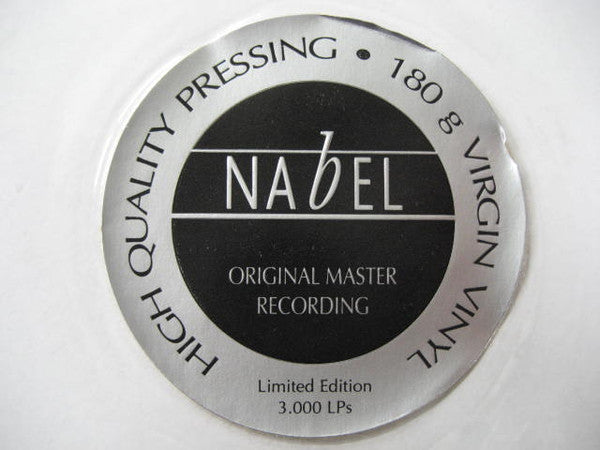 HIGH QUALITY PRESSING • 180 g VIRGIN VINYL
NAbEL
ORIGINAL MASTER
RECORDING
Limited Edition
3.000 LPs